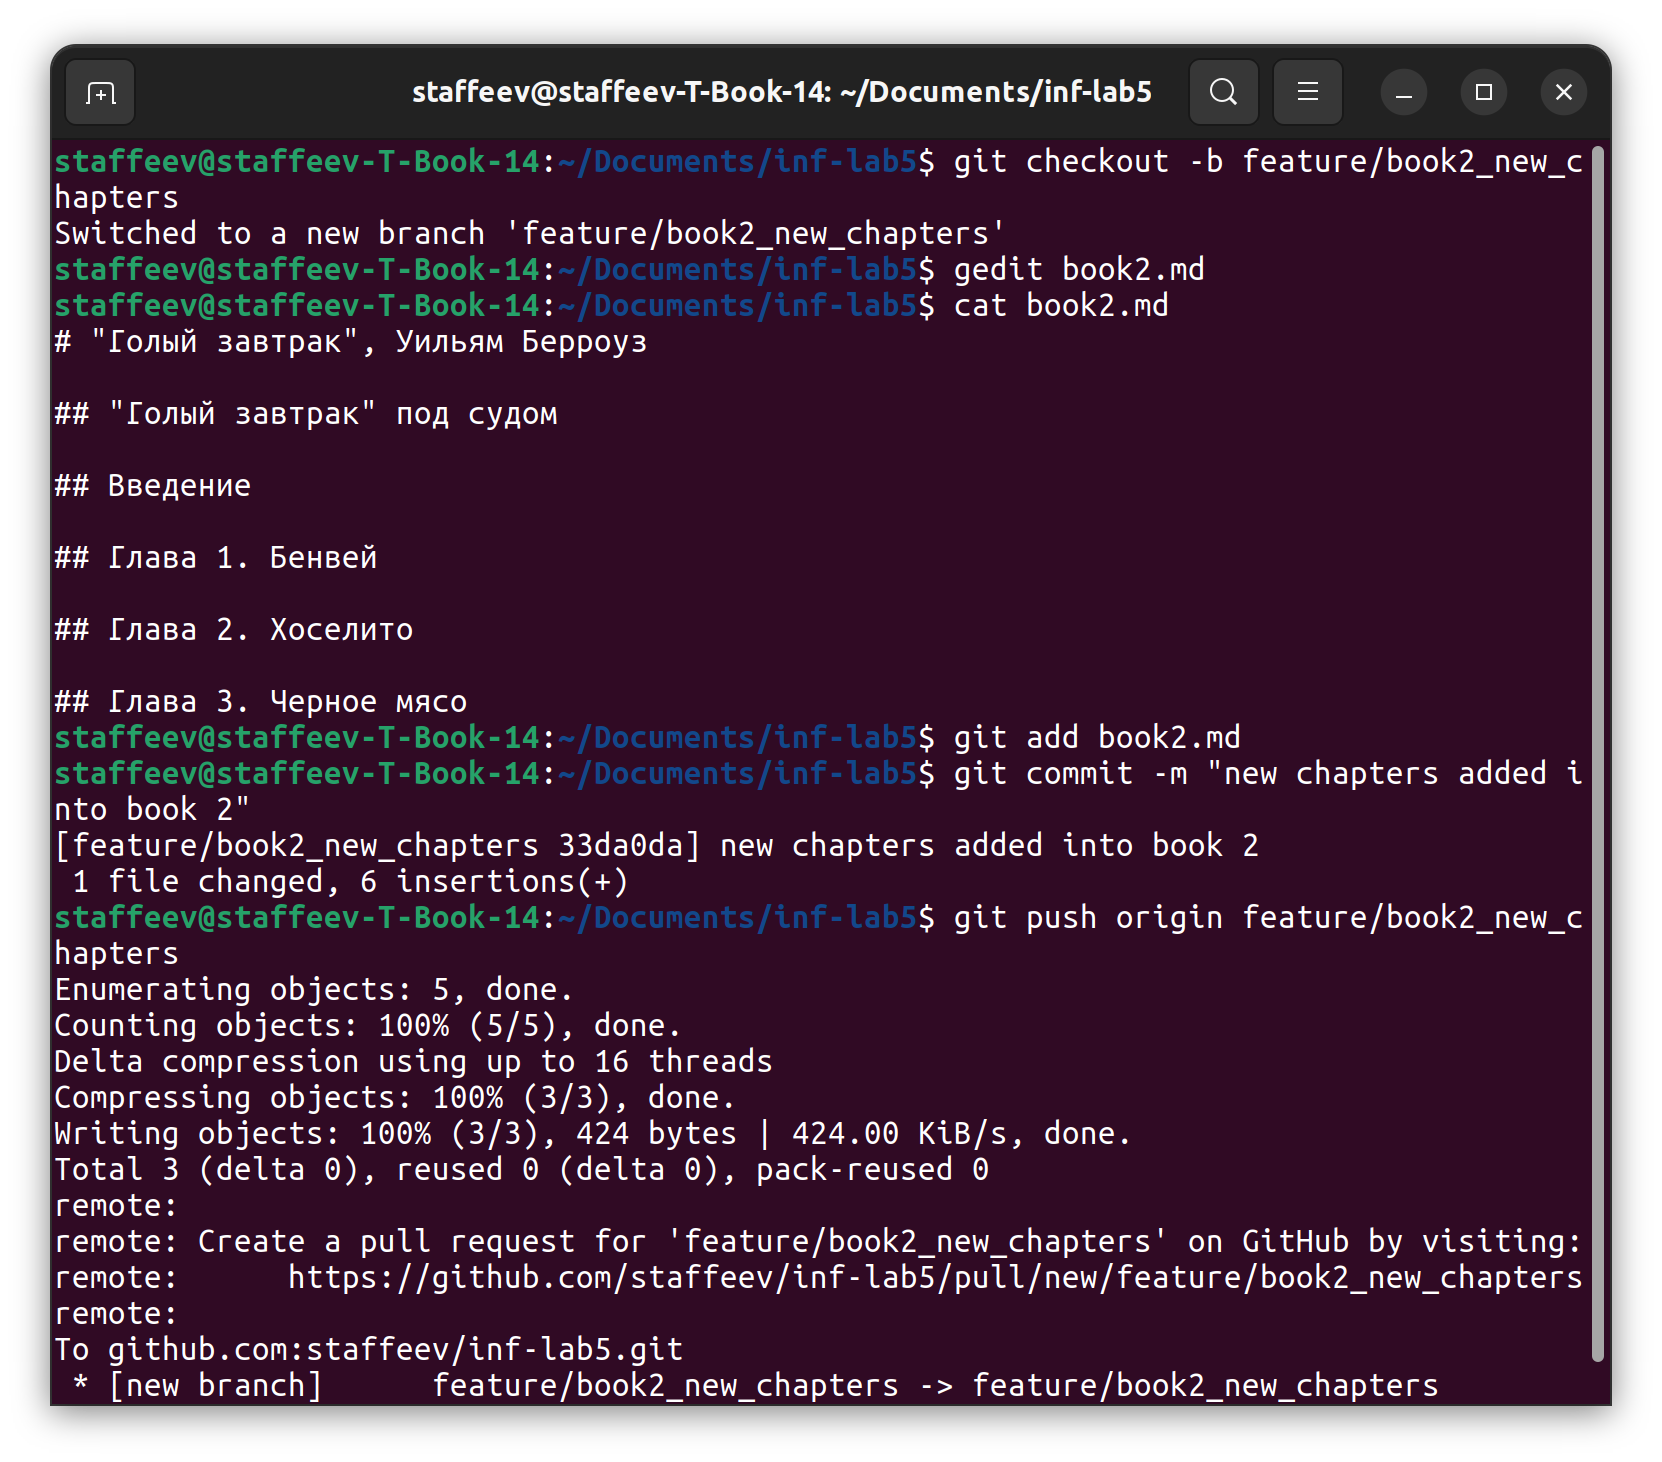 staffeev@staffeev-T-Book-14: ~/Documents/inf-lab5
staffeev@staffeev-T-Book-14:~/Documents/inf-lab5$ git checkout -b feature/book2_new_c
hapters
Switched to a new branch 'feature/book2_new_chapters'
staffeev@staffeev-T-Book-14:~/Documents/inf-lab5$ gedit book2.md
staffeev@staffeev-T-Book-14:~/Documents/inf-lab5$ cat book2.md
# "Голый завтрак", Уильям Берроуз
## "Голый завтрак" под судом
## Введение
## Глава 1. Бенвей
## Глава 2. Хоселито
## Глава 3. Черное мясо
staffeev@staffeev-T-Book-14:~/Documents/inf-lab5$ git add book2.md
staffeev@staffeev-T-Book-14:~/Documents/inf-lab5$ git commit -m "new chapters added i
nto book 2"
[feature/book2_new_chapters 33da0da] new chapters added into book 2
 1 file changed, 6 insertions(+)
staffeev@staffeev-T-Book-14:~/Documents/inf-lab5$ git push origin feature/book2_new_c
hapters
Enumerating objects: 5, done.
Counting objects: 100% (5/5), done.
Delta compression using up to 16 threads
Compressing objects: 100% (3/3), done.
Writing objects: 100% (3/3), 424 bytes | 424.00 KiB/s, done.
Total 3 (delta 0), reused 0 (delta 0), pack-reused 0
remote:
remote: Create a pull request for 'feature/book2_new_chapters' on GitHub by visiting:
remote:      https://github.com/staffeev/inf-lab5/pull/new/feature/book2_new_chapters
remote:
To github.com:staffeev/inf-lab5.git
 * [new branch]      feature/book2_new_chapters -> feature/book2_new_chapters